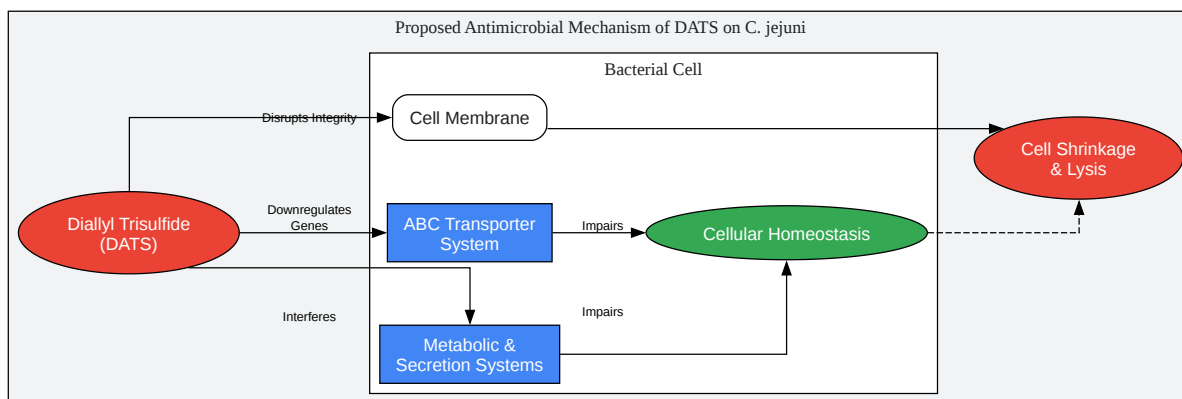 Proposed Antimicrobial Mechanism of DATS on C. jejuni
Bacterial Cell
Disrupts Integrity
Cell Membrane
Cell Shrinkage
& Lysis
Diallyl Trisulfide
(DATS)
Downregulates
Genes
ABC Transporter
System
Impairs
Cellular Homeostasis
Interferes
Impairs
Metabolic &
Secretion Systems